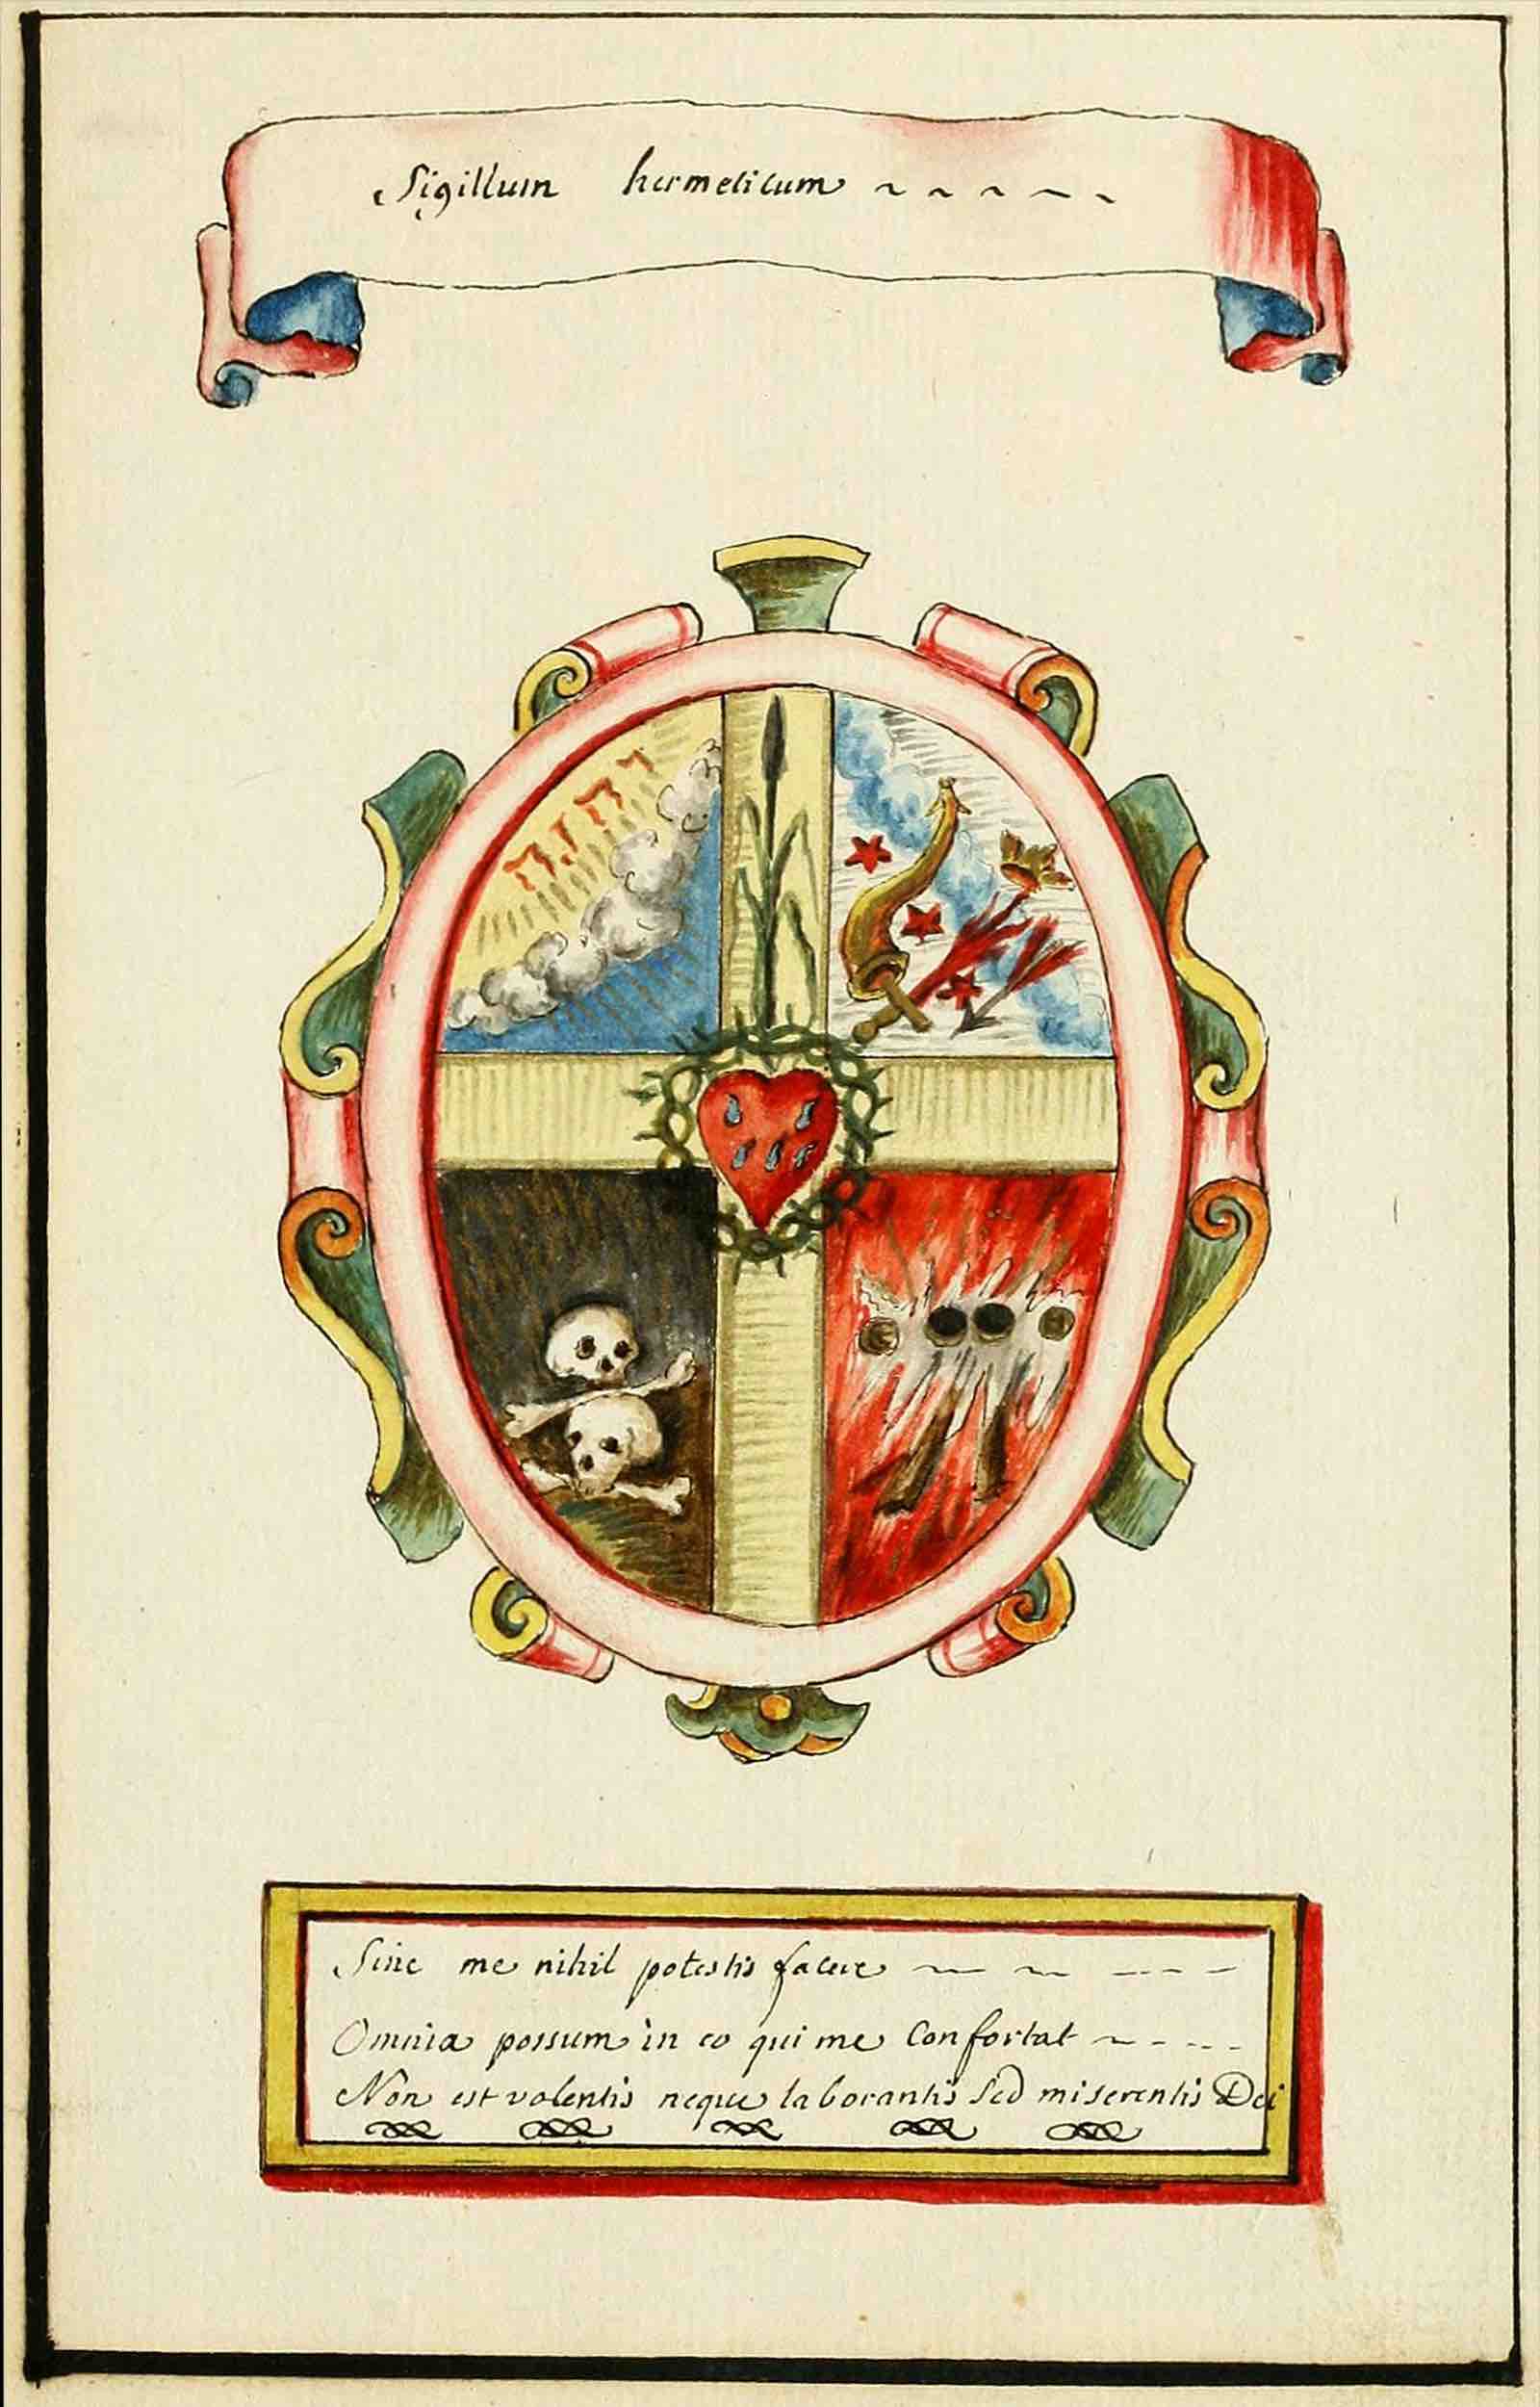 Sigillum hermeticum
יהוה
Sine me nihil potestis facere
Omnia possum in eo qui me Confortat
Non est volentis neque laborantis sed miserentis Dei